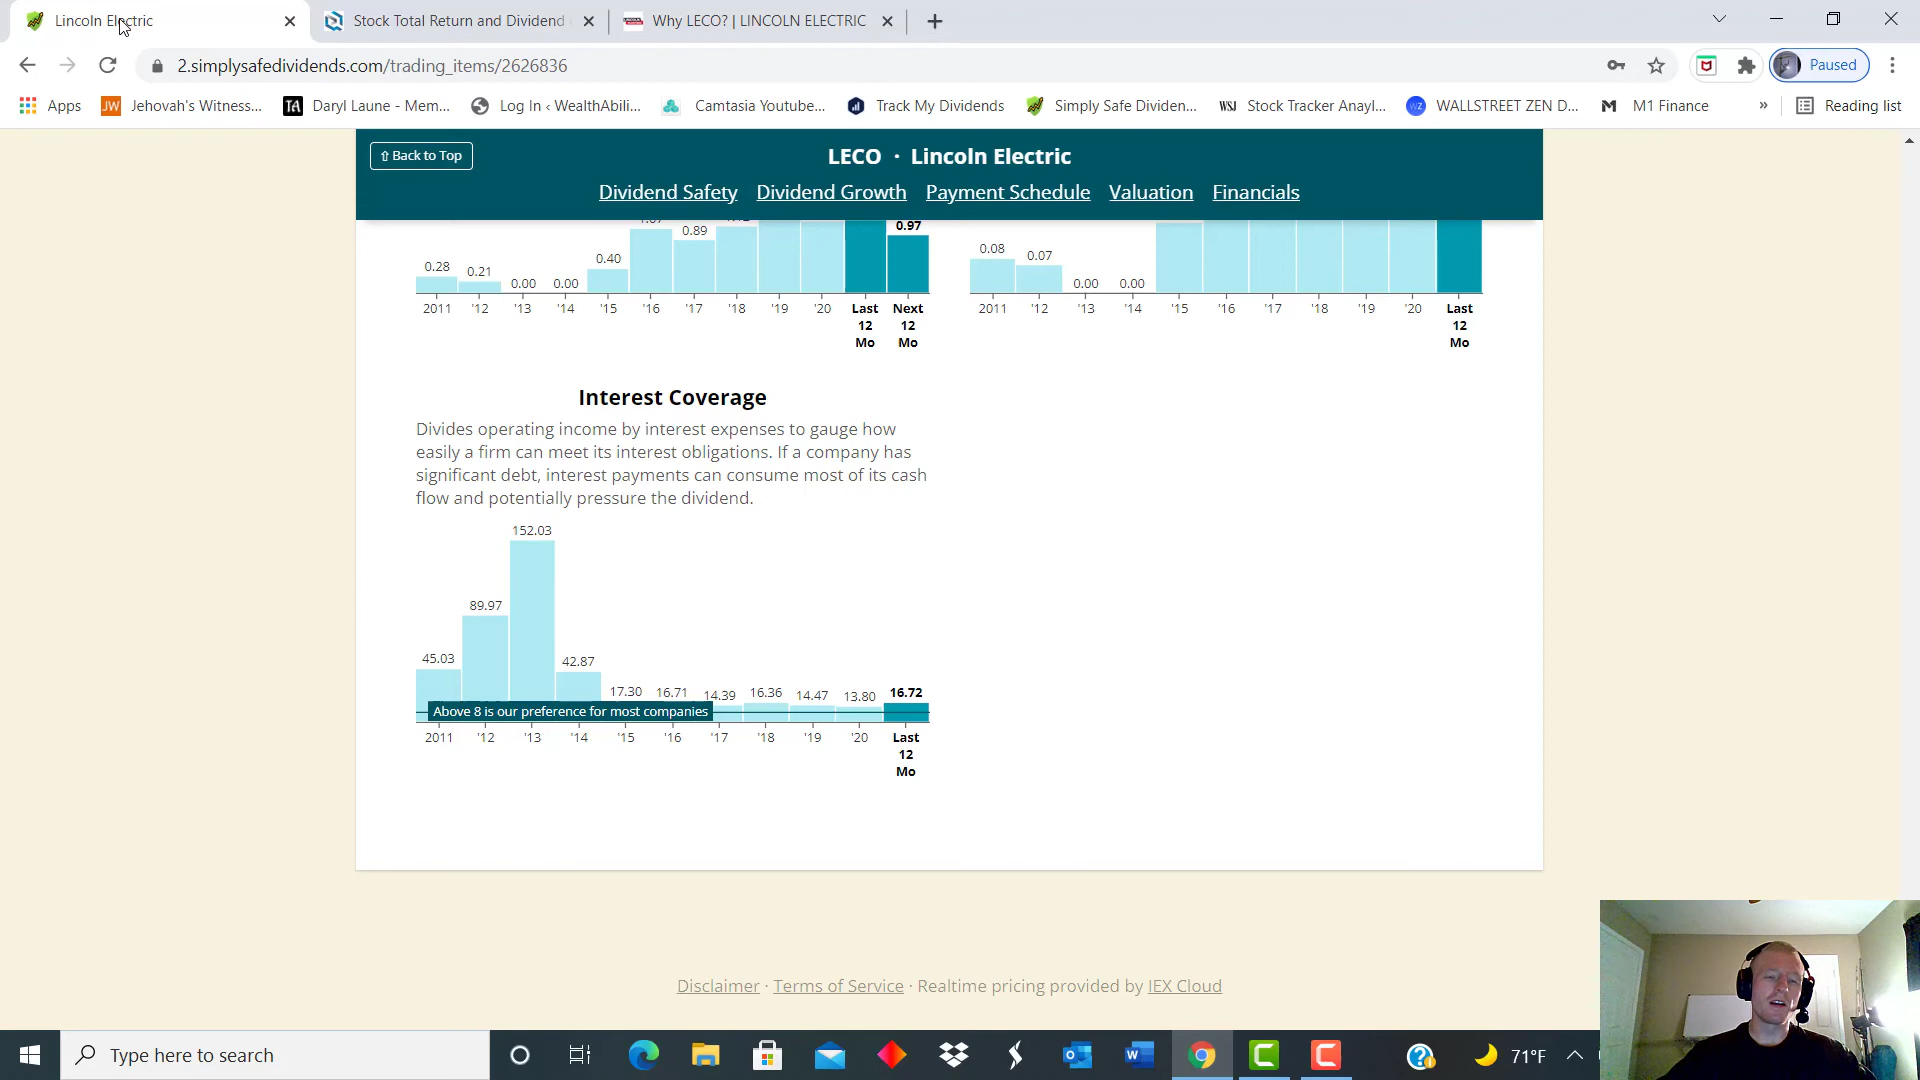 Lincoln Electric
Stock Total Return and Dividend
Why LECO? | LINCOLN ELECTRIC
2.simplysafedividends.com/trading_items/2626836
Paused
Apps
Jehovah's Witness...
Daryl Laune - Mem...
Log In ‹ WealthAbili...
Camtasia Youtube...
Track My Dividends
Simply Safe Dividen...
WSJ Stock Tracker Anayl...
WZ WALLSTREET ZEN D...
M1 Finance
»
Reading list
⇧ Back to Top
LECO · Lincoln Electric
Dividend Safety Dividend Growth Payment Schedule Valuation Financials
0.28 0.21 0.00 0.00 0.40 0.89 0.97
2011 '12 '13 '14 '15 '16 '17 '18 '19 '20 Last 12 Mo Next 12 Mo
0.08 0.07 0.00 0.00
2011 '12 '13 '14 '15 '16 '17 '18 '19 '20 Last 12 Mo
Interest Coverage
Divides operating income by interest expenses to gauge how
easily a firm can meet its interest obligations. If a company has
significant debt, interest payments can consume most of its cash
flow and potentially pressure the dividend.
45.03 89.97 152.03 42.87 17.30 16.71 14.39 16.36 14.47 13.80 16.72
Above 8 is our preference for most companies
2011 '12 '13 '14 '15 '16 '17 '18 '19 '20 Last 12 Mo
Disclaimer · Terms of Service · Realtime pricing provided by IEX Cloud
Type here to search
71°F